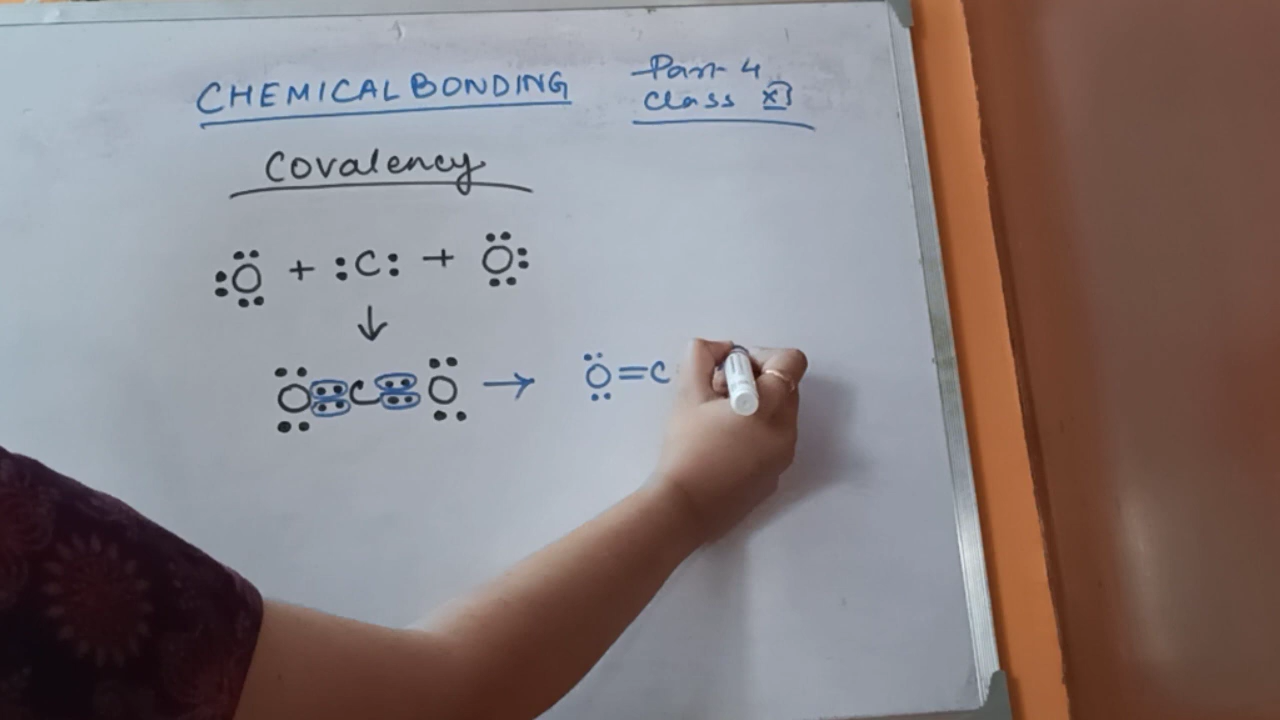 CHEMICAL BONDING
Part 4
Class XI
Covalency
:Ö̤ + :C: + Ö̤:
↓
Ö̤::C::Ö̤ → Ö̤=C